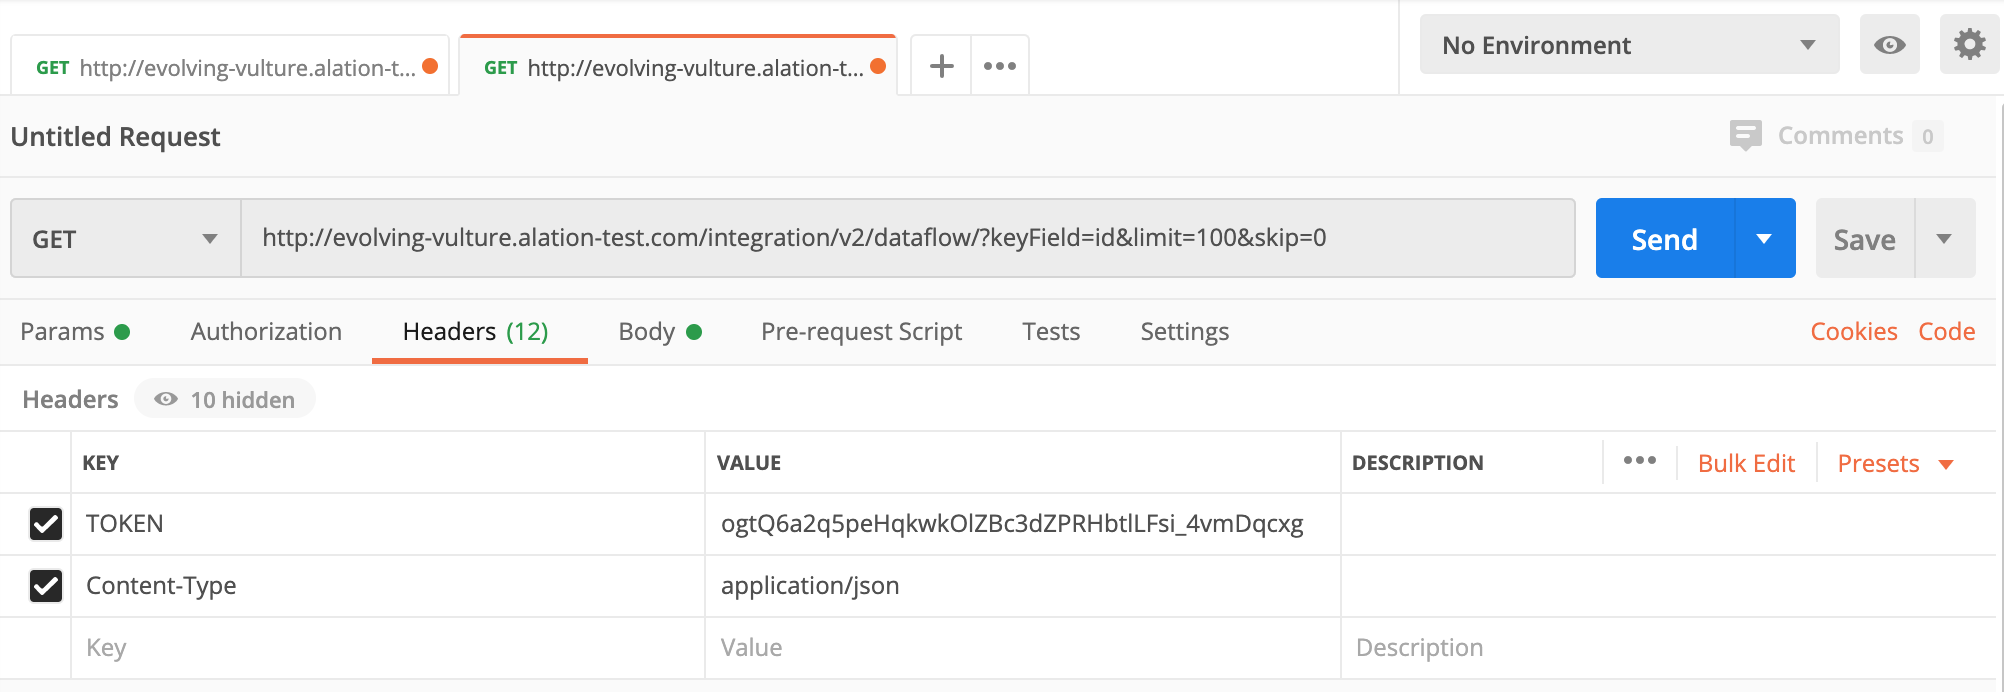 GET http://evolving-vulture.alation-t... GET http://evolving-vulture.alation-t... No Environment
Untitled Request Comments 0
GET http://evolving-vulture.alation-test.com/integration/v2/dataflow/?keyField=id&limit=100&skip=0 Send Save
Params Authorization Headers (12) Body Pre-request Script Tests Settings Cookies Code
Headers 10 hidden
KEY VALUE DESCRIPTION Bulk Edit Presets
TOKEN ogtQ6a2q5peHqkwkOlZBc3dZPRHbtlLFsi_4vmDqcxg
Content-Type application/json
Key Value Description